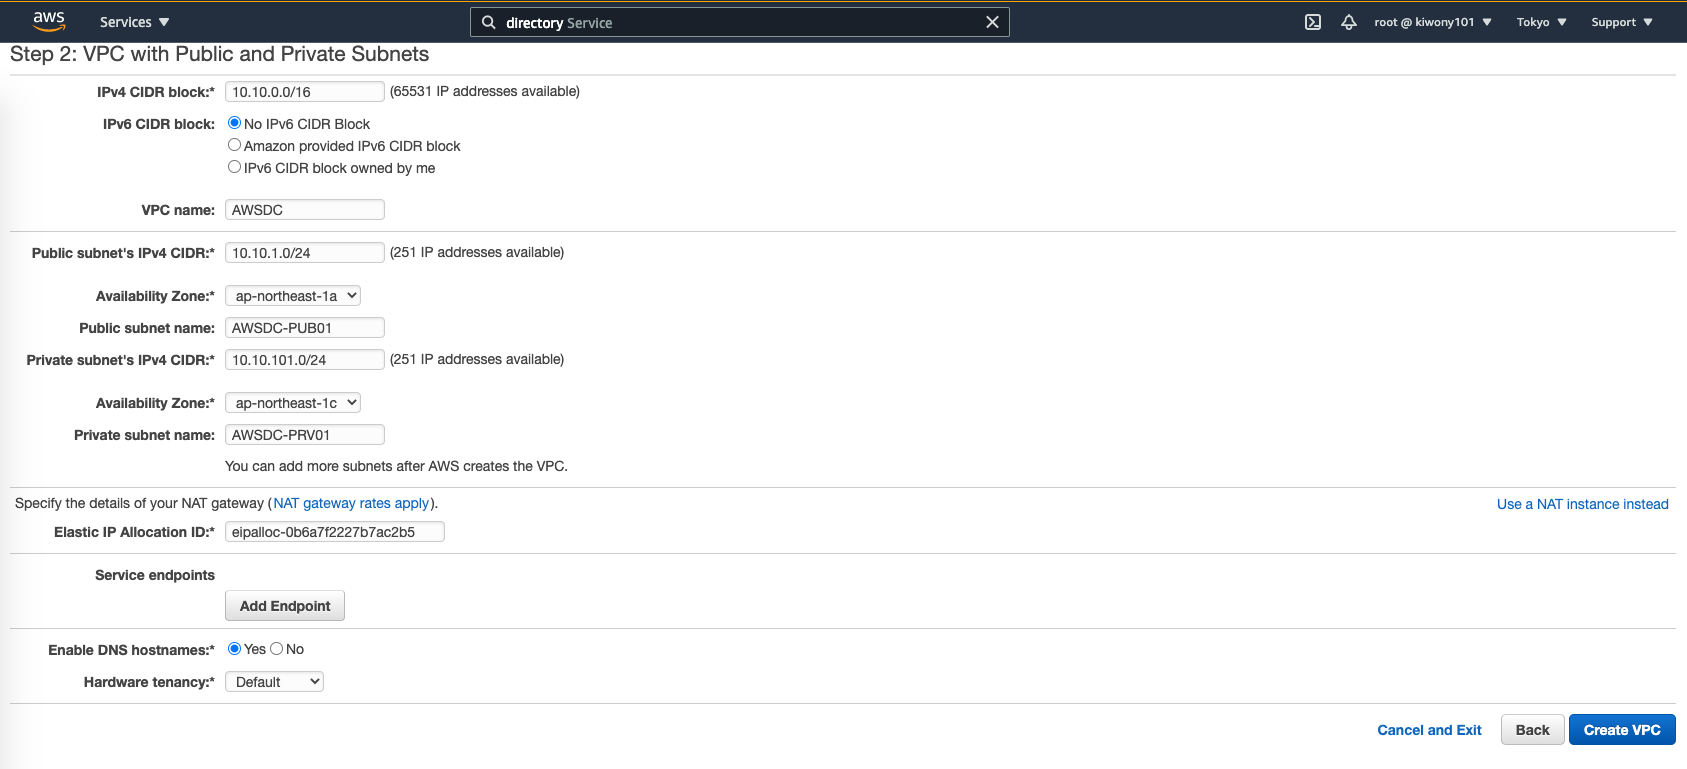 aws Services directory Service root @ kiwony101 Tokyo Support
Step 2: VPC with Public and Private Subnets
IPv4 CIDR block:* 10.10.0.0/16 (65531 IP addresses available)
IPv6 CIDR block: No IPv6 CIDR Block
Amazon provided IPv6 CIDR block
IPv6 CIDR block owned by me
VPC name: AWSDC
Public subnet's IPv4 CIDR:* 10.10.1.0/24 (251 IP addresses available)
Availability Zone:* ap-northeast-1a
Public subnet name: AWSDC-PUB01
Private subnet's IPv4 CIDR:* 10.10.101.0/24 (251 IP addresses available)
Availability Zone:* ap-northeast-1c
Private subnet name: AWSDC-PRV01
You can add more subnets after AWS creates the VPC.
Specify the details of your NAT gateway (NAT gateway rates apply). Use a NAT instance instead
Elastic IP Allocation ID:* eipalloc-0b6a7f2227b7ac2b5
Service endpoints
Add Endpoint
Enable DNS hostnames:* Yes No
Hardware tenancy:* Default
Cancel and Exit Back Create VPC